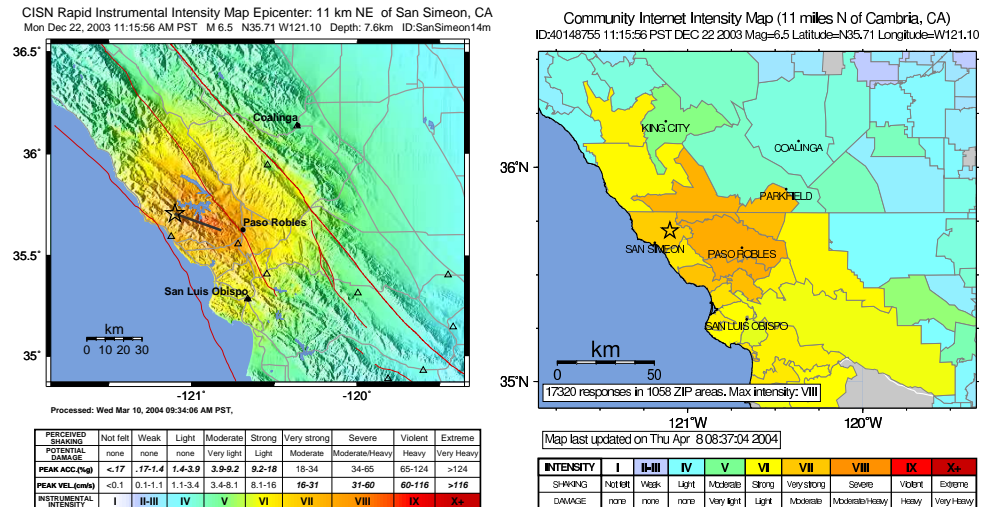 CISN Rapid Instrumental Intensity Map Epicenter: 11 km NE of San Simeon, CA
Mon Dec 22, 2003 11:15:56 AM PST M 6.5 N35.71 W121.10 Depth: 7.6km ID:SanSimeon14m
36.5˚
36˚
35.5˚
35˚
Coalinga
Paso Robles
San Luis Obispo
km
0 10 20 30
-121˚ -120˚
Processed: Wed Mar 10, 2004 09:34:06 AM PST,
PERCEIVED SHAKING Not felt Weak Light Moderate Strong Very strong Severe Violent Extreme
POTENTIAL DAMAGE none none none Very light Light Moderate Moderate/Heavy Heavy Very Heavy
PEAK ACC.(%g) <.17 .17-1.4 1.4-3.9 3.9-9.2 9.2-18 18-34 34-65 65-124 >124
PEAK VEL.(cm/s) <0.1 0.1-1.1 1.1-3.4 3.4-8.1 8.1-16 16-31 31-60 60-116 >116
INSTRUMENTAL INTENSITY I II-III IV V VI VII VIII IX X+
Community Internet Intensity Map (11 miles N of Cambria, CA)
ID:40148755 11:15:56 PST DEC 22 2003 Mag=6.5 Latitude=N35.71 Longitude=W121.10
36˚N
35˚N
KING CITY
COALINGA
PARKFIELD
SAN SIMEON
PASO ROBLES
SAN LUIS OBISPO
km
0 50
17320 responses in 1058 ZIP areas. Max intensity: VIII
121˚W 120˚W
Map last updated on Thu Apr 8 08:37:04 2004
INTENSITY I II-III IV V VI VII VIII IX X+
SHAKING Not felt Weak Light Moderate Strong Very strong Severe Violent Extreme
DAMAGE none none none Very light Light Moderate Moderate/Heavy Heavy Very Heavy